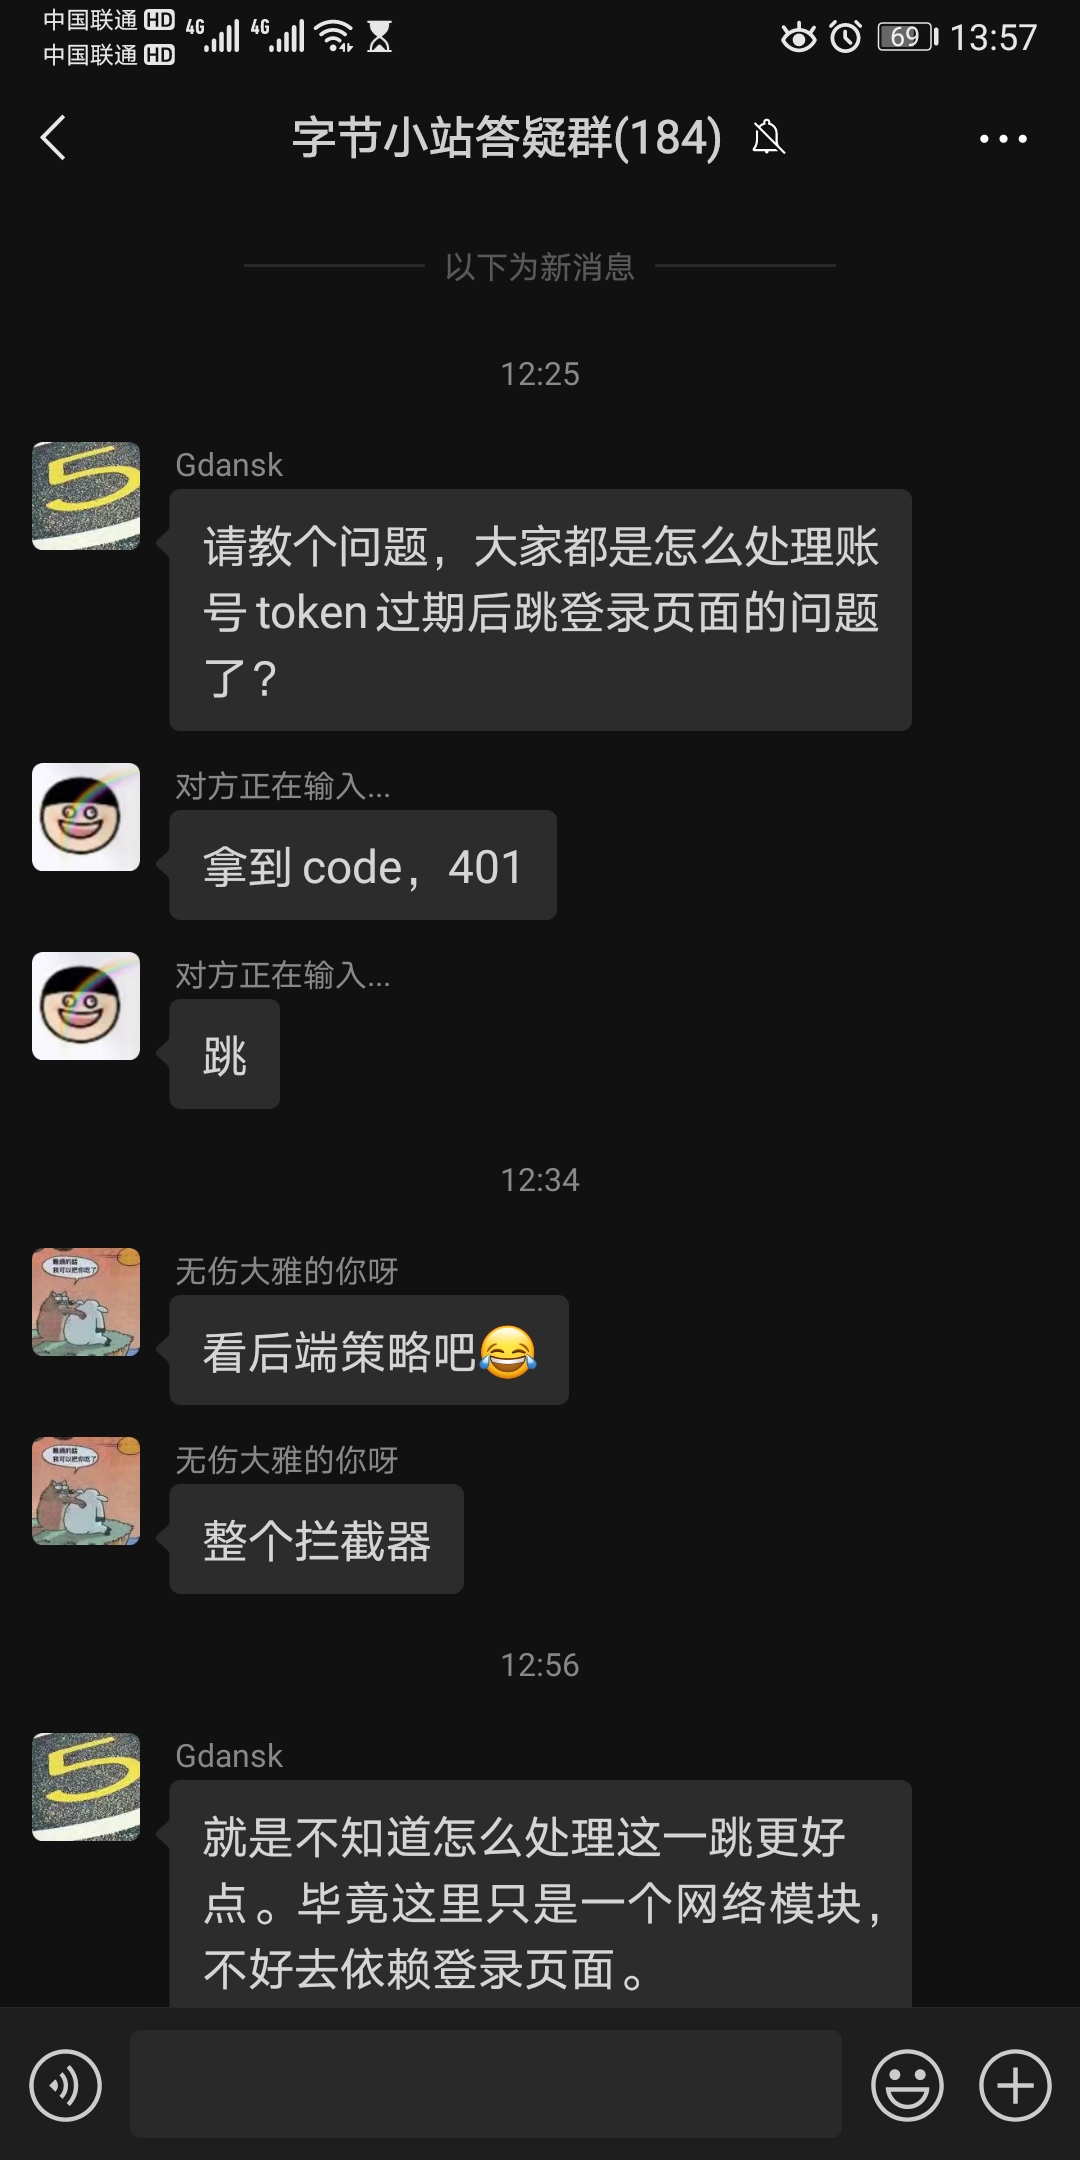 中国联通 HD 4G 4G 69 13:57
中国联通 HD
字节小站答疑群(184)
以下为新消息
12:25
Gdansk
请教个问题，大家都是怎么处理账
号token过期后跳登录页面的问题
了？
对方正在输入...
拿到 code，401
对方正在输入...
跳
12:34
无伤大雅的你呀
看后端策略吧😂
无伤大雅的你呀
整个拦截器
12:56
Gdansk
就是不知道怎么处理这一跳更好
点。毕竟这里只是一个网络模块，
不好去依赖登录页面。